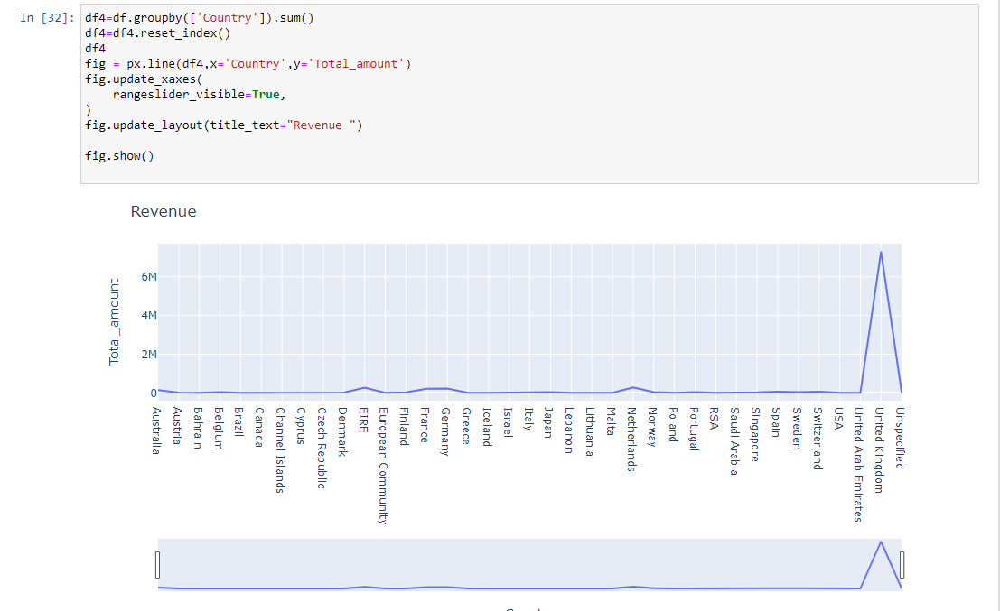 In [32]:
df4=df.groupby(['Country']).sum()
df4=df4.reset_index()
df4
fig = px.line(df4,x='Country',y='Total_amount')
fig.update_xaxes(
    rangeslider_visible=True,
)
fig.update_layout(title_text="Revenue ")
fig.show()
Revenue
Total_amount
6M
4M
2M
0
Australia
Austria
Bahrain
Belgium
Brazil
Canada
Channel Islands
Cyprus
Czech Republic
Denmark
EIRE
European Community
Finland
France
Germany
Greece
Iceland
Israel
Italy
Japan
Lebanon
Lithuania
Malta
Netherlands
Norway
Poland
Portugal
RSA
Saudi Arabia
Singapore
Spain
Sweden
Switzerland
USA
United Arab Emirates
United Kingdom
Unspecified